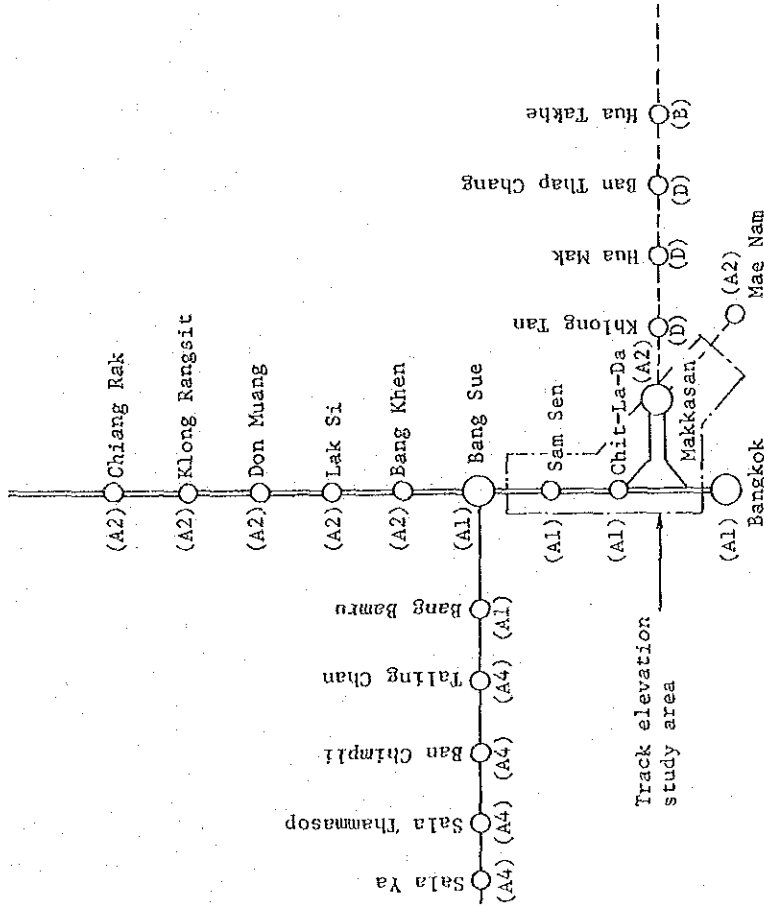 Chiang Rak
(A2)
Klong Rangsit
(A2)
Don Muang
(A2)
Lak Si
(A2)
Bang Khen
(A2)
Bang Sue
(A1)
Sam Sen
(A1)
Chit-La-Da
(A1)
Bangkok
(A1)
Makkasan
(A2)
Mae Nam
(A2)
Khlong Tan
(D)
Hua Mak
(D)
Ban Thap Chang
(D)
Hua Takhe
(B)
Bang Bamru
(A1)
Taling Chan
(A4)
Ban Chimpli
(A4)
Sala Thammasop
(A4)
Sala Ya
(A4)
Track elevation
study area